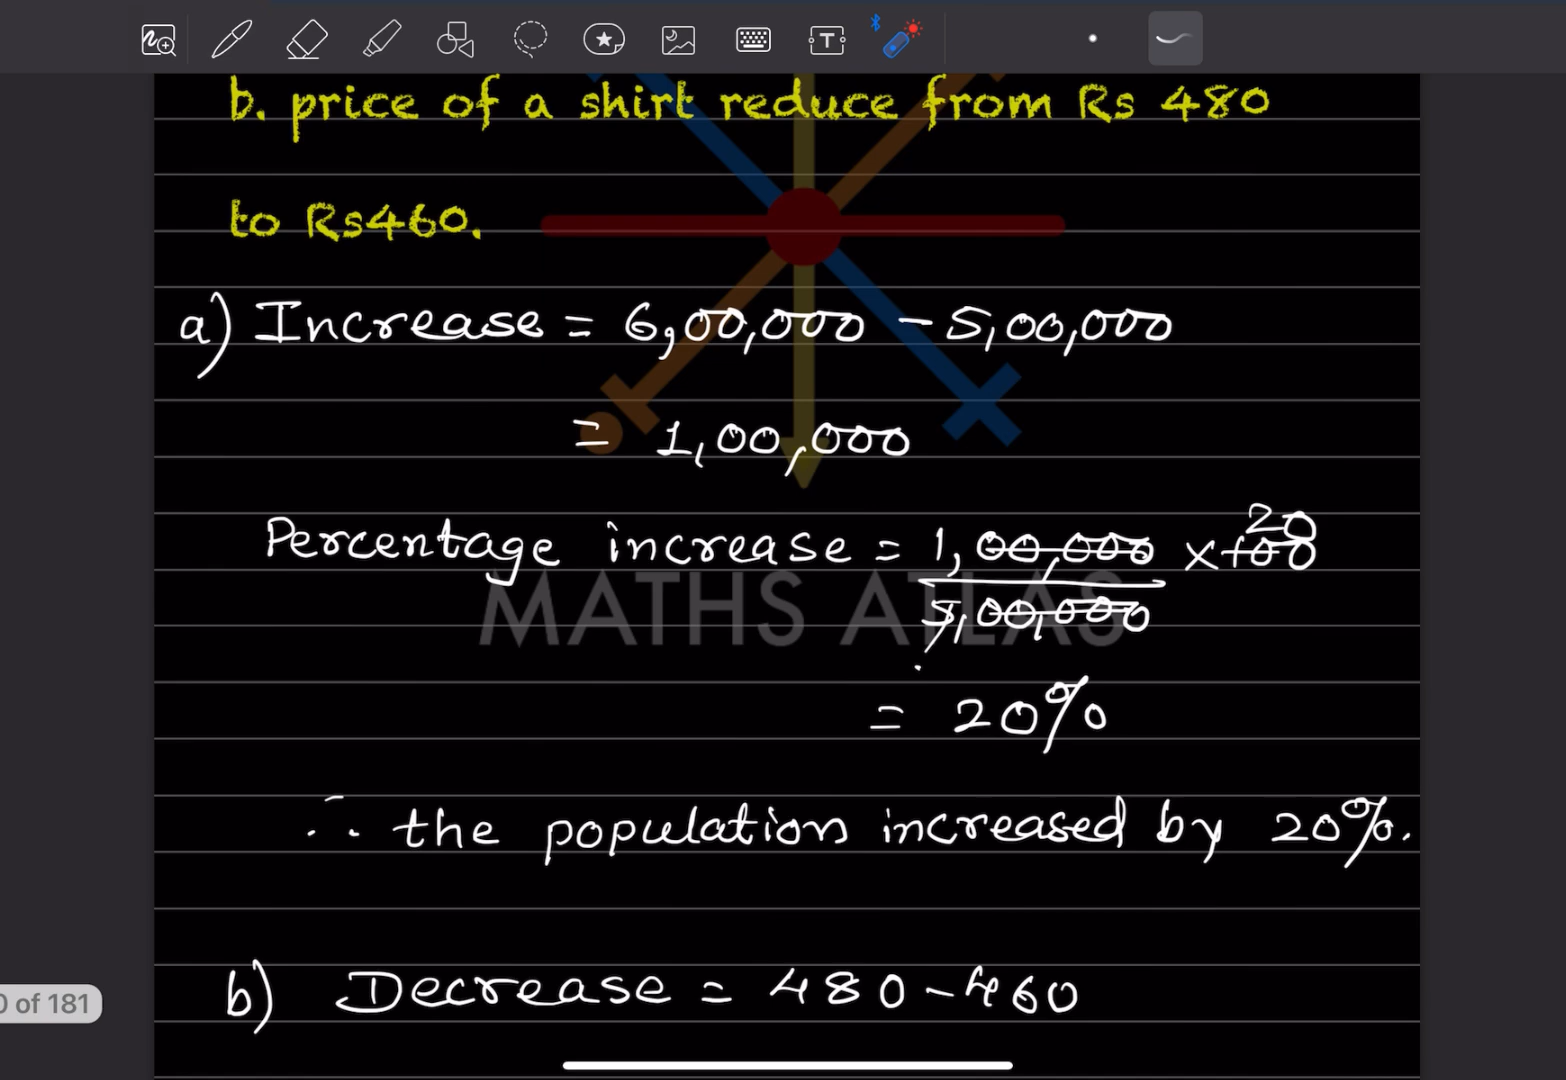 b. price of a shirt reduce from Rs 480
to Rs460.
a) Increase = 6,00,000 - 5,00,000
= 1,00,000
Percentage increase = 1,00,000 / 5,00,000 x 100 20
MATHS ATLAS
= 20%
∴ the population increased by 20%.
b) Decrease = 480 - 460
0 of 181